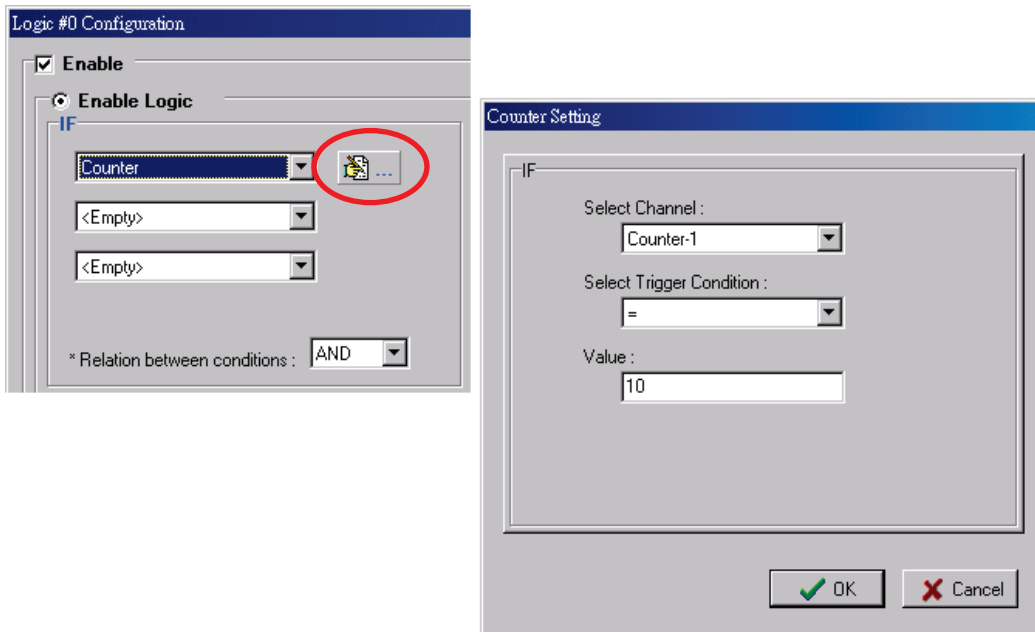 Logic #0 Configuration
Enable
Enable Logic
IF
Counter
...
<Empty>
<Empty>
* Relation between conditions : AND
Counter Setting
IF
Select Channel :
Counter-1
Select Trigger Condition :
=
Value :
10
OK Cancel